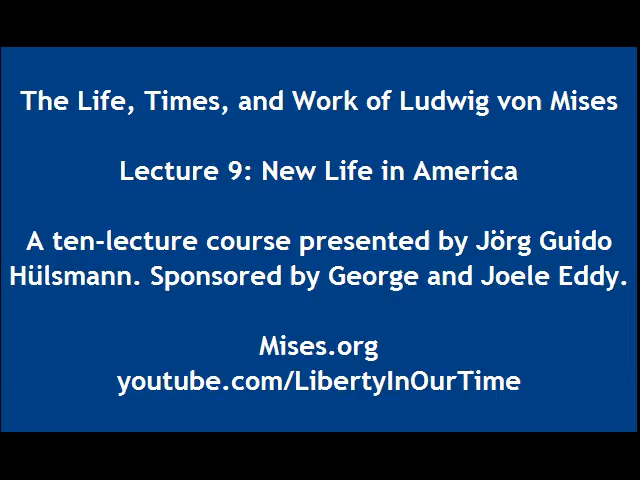 The Life, Times, and Work of Ludwig von Mises
Lecture 9: New Life in America
A ten-lecture course presented by Jörg Guido
Hülsmann. Sponsored by George and Joele Eddy.
Mises.org
youtube.com/LibertyInOurTime